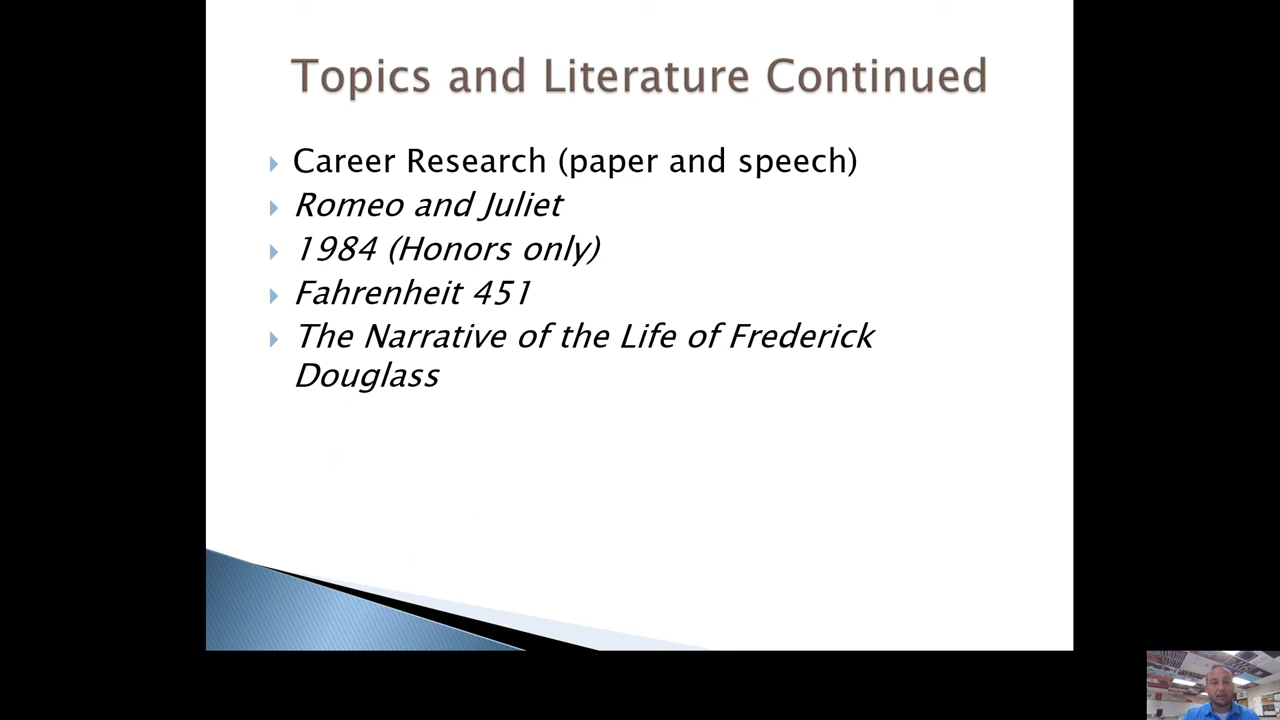 Topics and Literature Continued
Career Research (paper and speech)
Romeo and Juliet
1984 (Honors only)
Fahrenheit 451
The Narrative of the Life of Frederick
Douglass